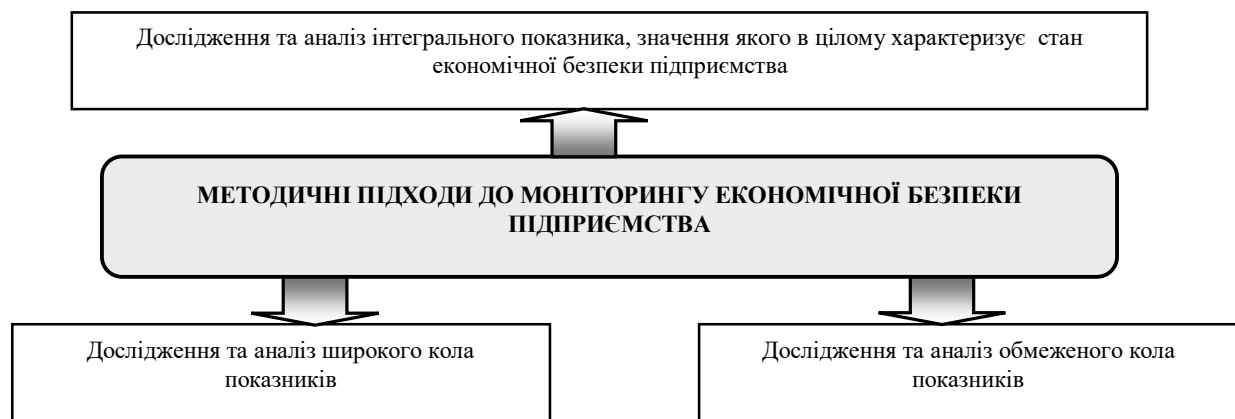 Дослідження та аналіз інтегрального показника, значення якого в цілому характеризує стан
економічної безпеки підприємства
МЕТОДИЧНІ ПІДХОДИ ДО МОНІТОРИНГУ ЕКОНОМІЧНОЇ БЕЗПЕКИ
ПІДПРИЄМСТВА
Дослідження та аналіз широкого кола
показників
Дослідження та аналіз обмеженого кола
показників